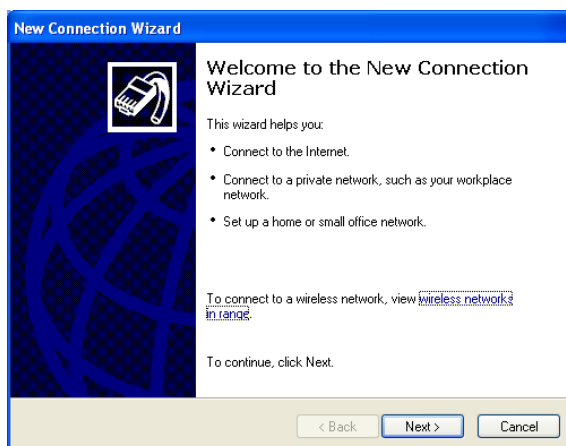 New Connection Wizard
Welcome to the New Connection
Wizard
This wizard helps you:
• Connect to the Internet.
• Connect to a private network, such as your workplace
network.
• Set up a home or small office network.
To connect to a wireless network, view wireless networks
in range.
To continue, click Next.
< Back Next > Cancel